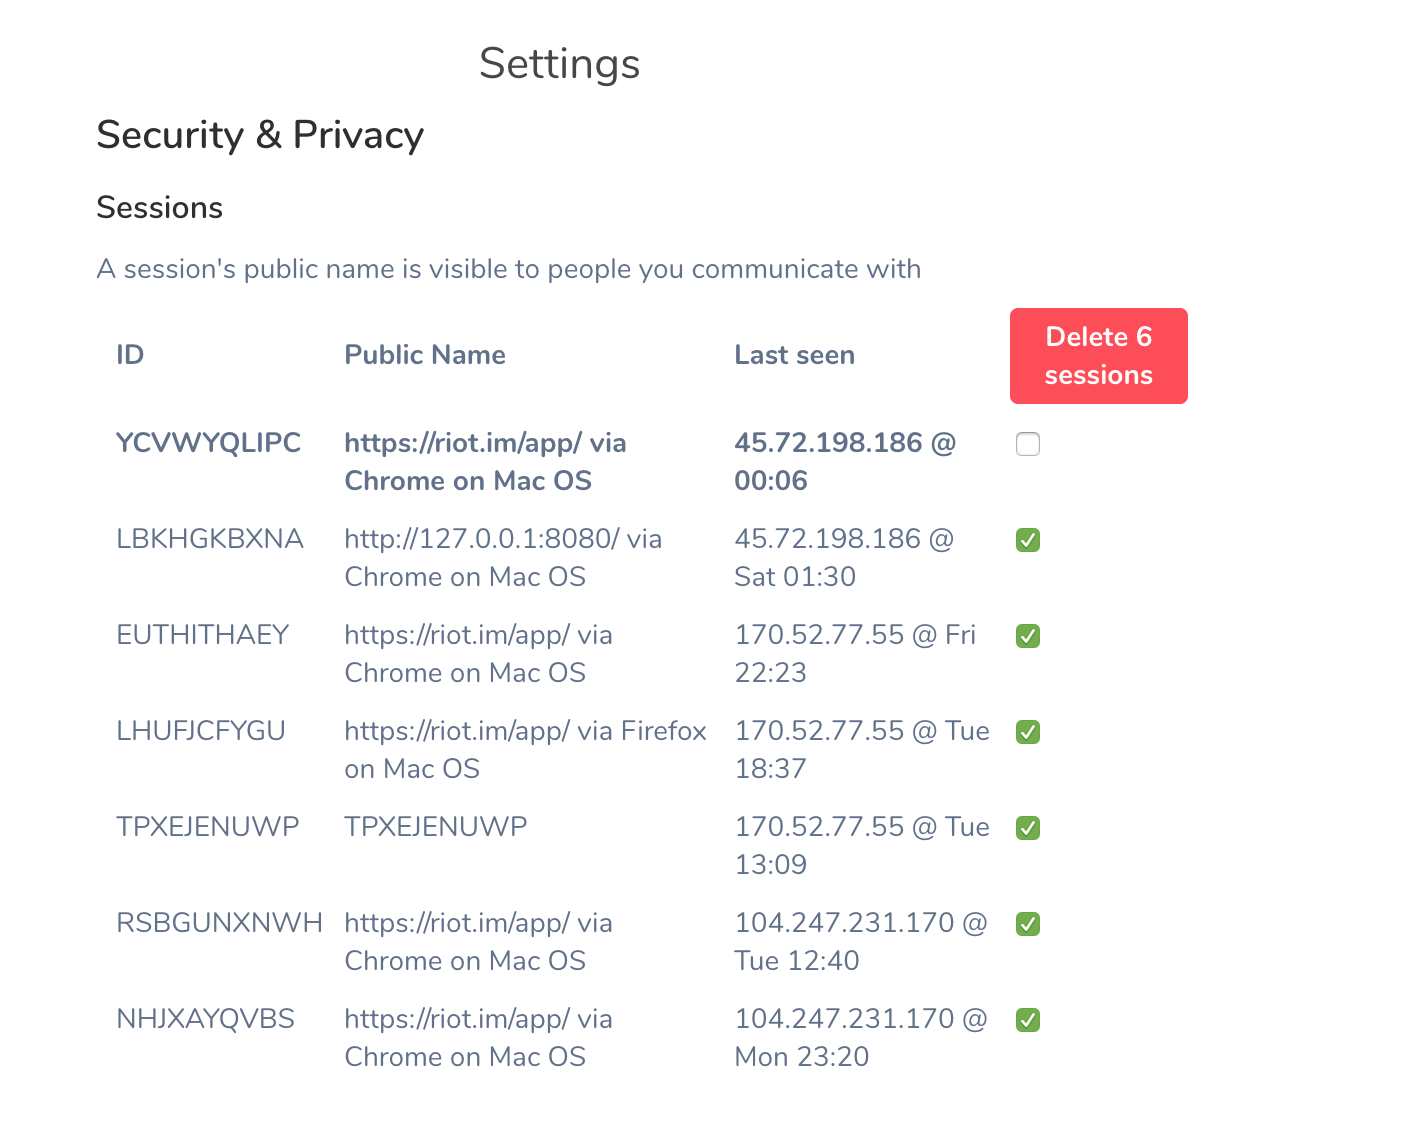 Settings
Security & Privacy
Sessions
A session's public name is visible to people you communicate with
ID Public Name Last seen Delete 6 sessions
YCVWYQLIPC https://riot.im/app/ via 45.72.198.186 @
Chrome on Mac OS 00:06
LBKHGKBXNA http://127.0.0.1:8080/ via 45.72.198.186 @
Chrome on Mac OS Sat 01:30
EUTHITHAEY https://riot.im/app/ via 170.52.77.55 @ Fri
Chrome on Mac OS 22:23
LHUFJCFYGU https://riot.im/app/ via Firefox 170.52.77.55 @ Tue
on Mac OS 18:37
TPXEJENUWP TPXEJENUWP 170.52.77.55 @ Tue
13:09
RSBGUNXNWH https://riot.im/app/ via 104.247.231.170 @
Chrome on Mac OS Tue 12:40
NHJXAYQVBS https://riot.im/app/ via 104.247.231.170 @
Chrome on Mac OS Mon 23:20